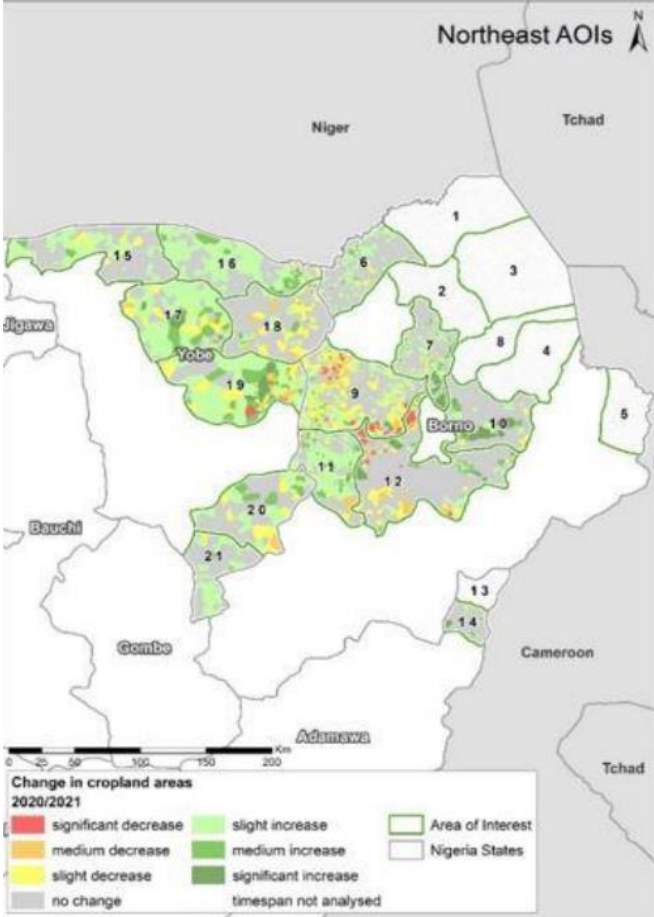 Northeast AOIs
N
Niger
Tchad
1
15
16
6
3
2
17
18
7
8
4
Jigawa
Yobe
19
9
5
Borno
10
11
12
20
Bauchi
21
13
14
Gombe
Cameroon
Adamawa
Km
0 25 50 100 150 200
Tchad
Change in cropland areas
2020/2021
significant decrease slight increase Area of Interest
medium decrease medium increase Nigeria States
slight decrease significant increase
no change timespan not analysed